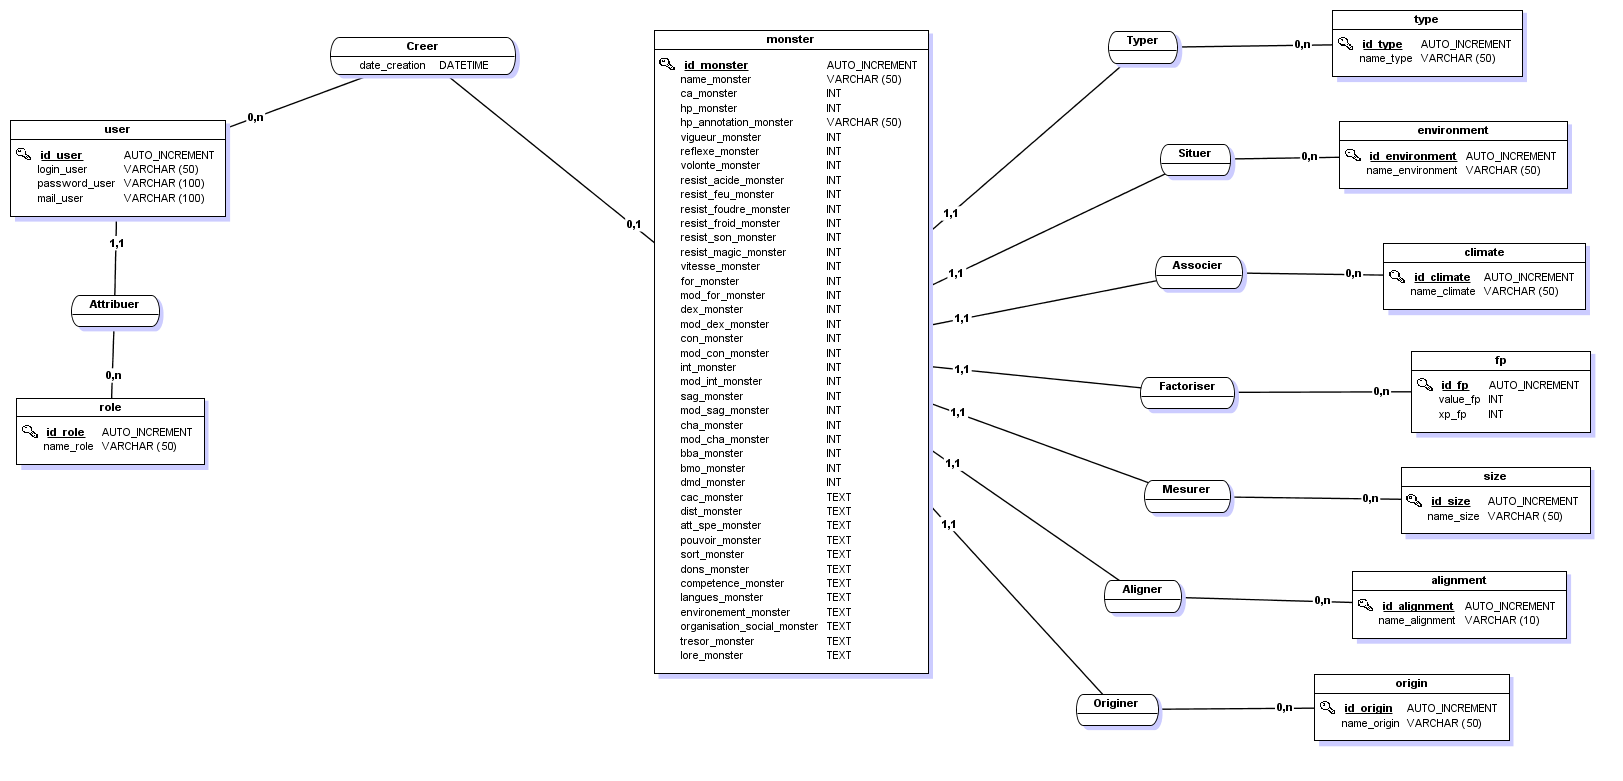 Creer
date_creation DATETIME
0,n
0,1
user
id_user AUTO_INCREMENT
login_user VARCHAR (50)
password_user VARCHAR (100)
mail_user VARCHAR (100)
1,1
Attribuer
0,n
role
id_role AUTO_INCREMENT
name_role VARCHAR (50)
monster
id_monster AUTO_INCREMENT
name_monster VARCHAR (50)
ca_monster INT
hp_monster INT
hp_annotation_monster VARCHAR (50)
vigueur_monster INT
reflexe_monster INT
volonte_monster INT
resist_acide_monster INT
resist_feu_monster INT
resist_foudre_monster INT
resist_froid_monster INT
resist_son_monster INT
resist_magic_monster INT
vitesse_monster INT
for_monster INT
mod_for_monster INT
dex_monster INT
mod_dex_monster INT
con_monster INT
mod_con_monster INT
int_monster INT
mod_int_monster INT
sag_monster INT
mod_sag_monster INT
cha_monster INT
mod_cha_monster INT
bba_monster INT
bmo_monster INT
dmd_monster INT
cac_monster TEXT
dist_monster TEXT
att_spe_monster TEXT
pouvoir_monster TEXT
sort_monster TEXT
dons_monster TEXT
competence_monster TEXT
langues_monster TEXT
environement_monster TEXT
organisation_social_monster TEXT
tresor_monster TEXT
lore_monster TEXT
1,1
Typer
0,n
type
id_type AUTO_INCREMENT
name_type VARCHAR (50)
1,1
Situer
0,n
environment
id_environment AUTO_INCREMENT
name_environment VARCHAR (50)
1,1
Associer
0,n
climate
id_climate AUTO_INCREMENT
name_climate VARCHAR (50)
1,1
Factoriser
0,n
fp
id_fp AUTO_INCREMENT
value_fp INT
xp_fp INT
1,1
Mesurer
0,n
size
id_size AUTO_INCREMENT
name_size VARCHAR (50)
1,1
Aligner
0,n
alignment
id_alignment AUTO_INCREMENT
name_alignment VARCHAR (10)
1,1
Originer
0,n
origin
id_origin AUTO_INCREMENT
name_origin VARCHAR (50)